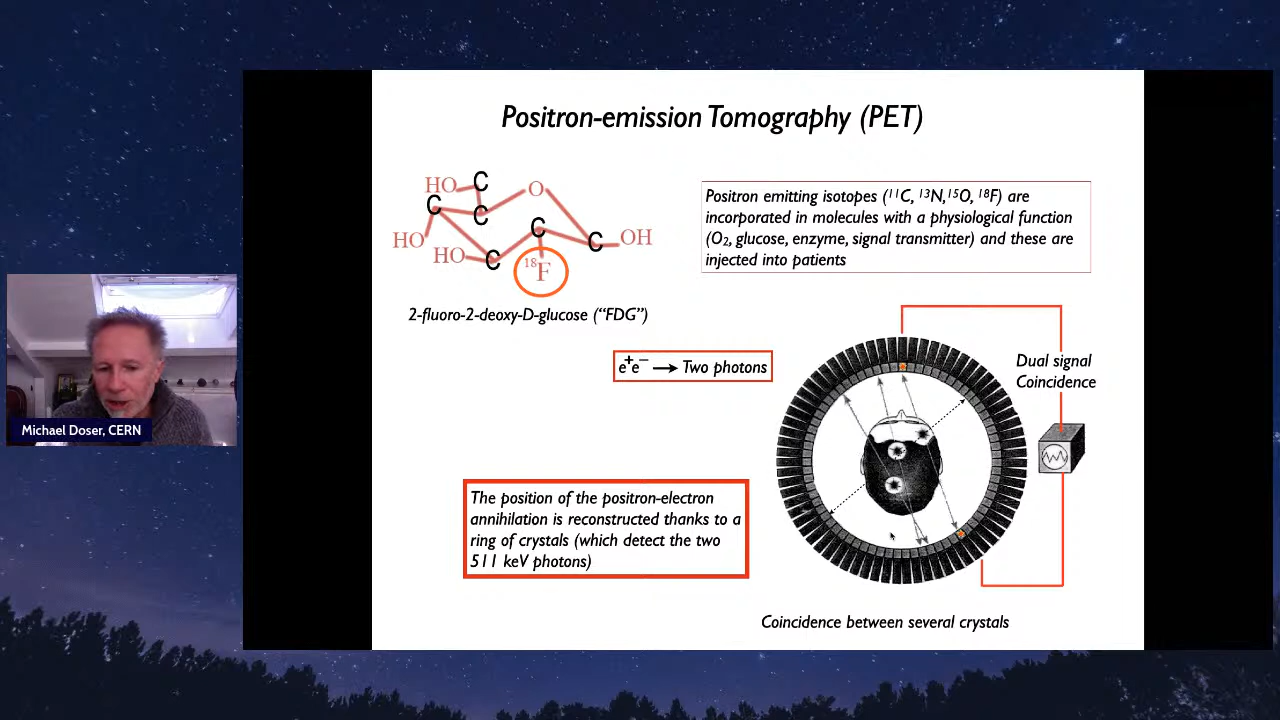 Positron-emission Tomography (PET)
HO
C
O
C
C
C
C
OH
HO
HO
C
¹⁸F
2-fluoro-2-deoxy-D-glucose (“FDG”)
Positron emitting isotopes (¹¹C, ¹³N,¹⁵O, ¹⁸F) are
incorporated in molecules with a physiological function
(O₂, glucose, enzyme, signal transmitter) and these are
injected into patients
e⁺e⁻ → Two photons
Dual signal
Coincidence
The position of the positron-electron
annihilation is reconstructed thanks to a
ring of crystals (which detect the two
511 keV photons)
Coincidence between several crystals
Michael Doser, CERN